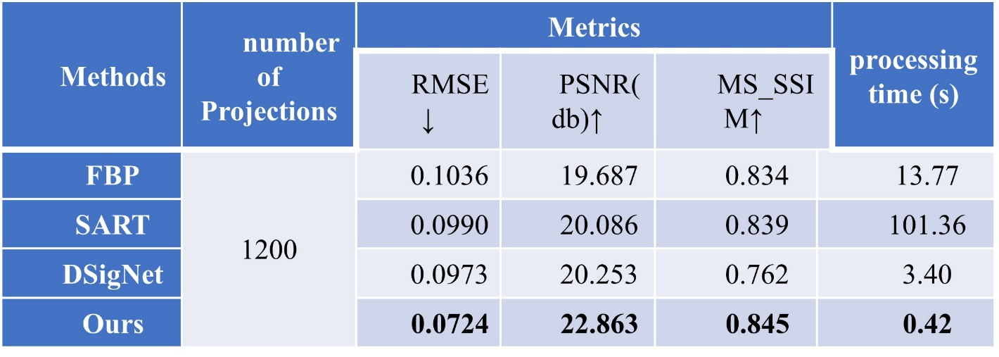 Methods
number
of
Projections
Metrics
processing
time (s)
RMSE
↓
PSNR(
db)↑
MS_SSI
M↑
FBP
1200
0.1036
19.687
0.834
13.77
SART
0.0990
20.086
0.839
101.36
DSigNet
0.0973
20.253
0.762
3.40
Ours
0.0724
22.863
0.845
0.42